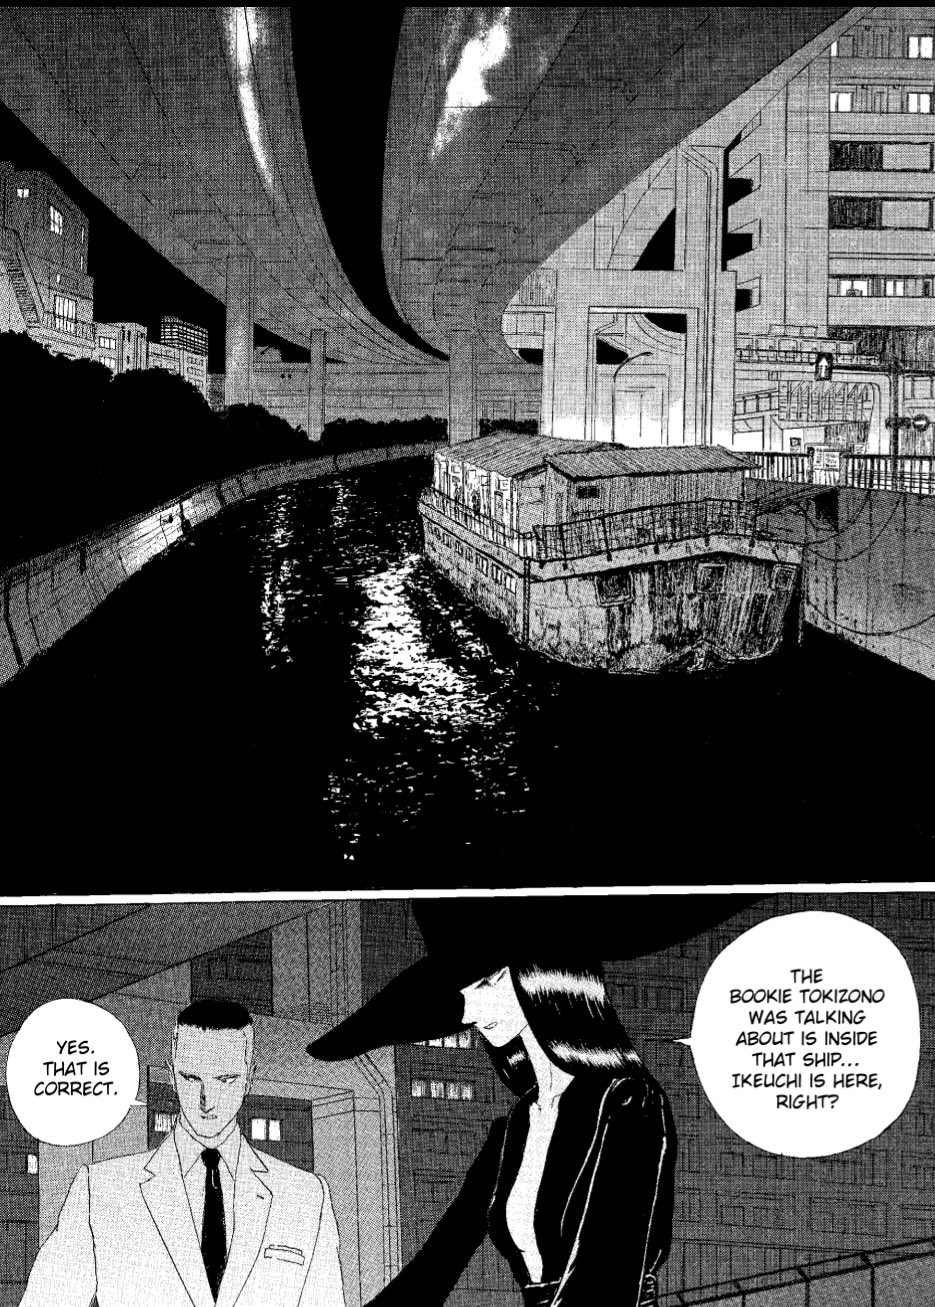 THE
BOOKIE TOKIZONO
WAS TALKING
ABOUT IS INSIDE
THAT SHIP...
IKEUCHI IS HERE,
RIGHT?
YES.
THAT IS
CORRECT.